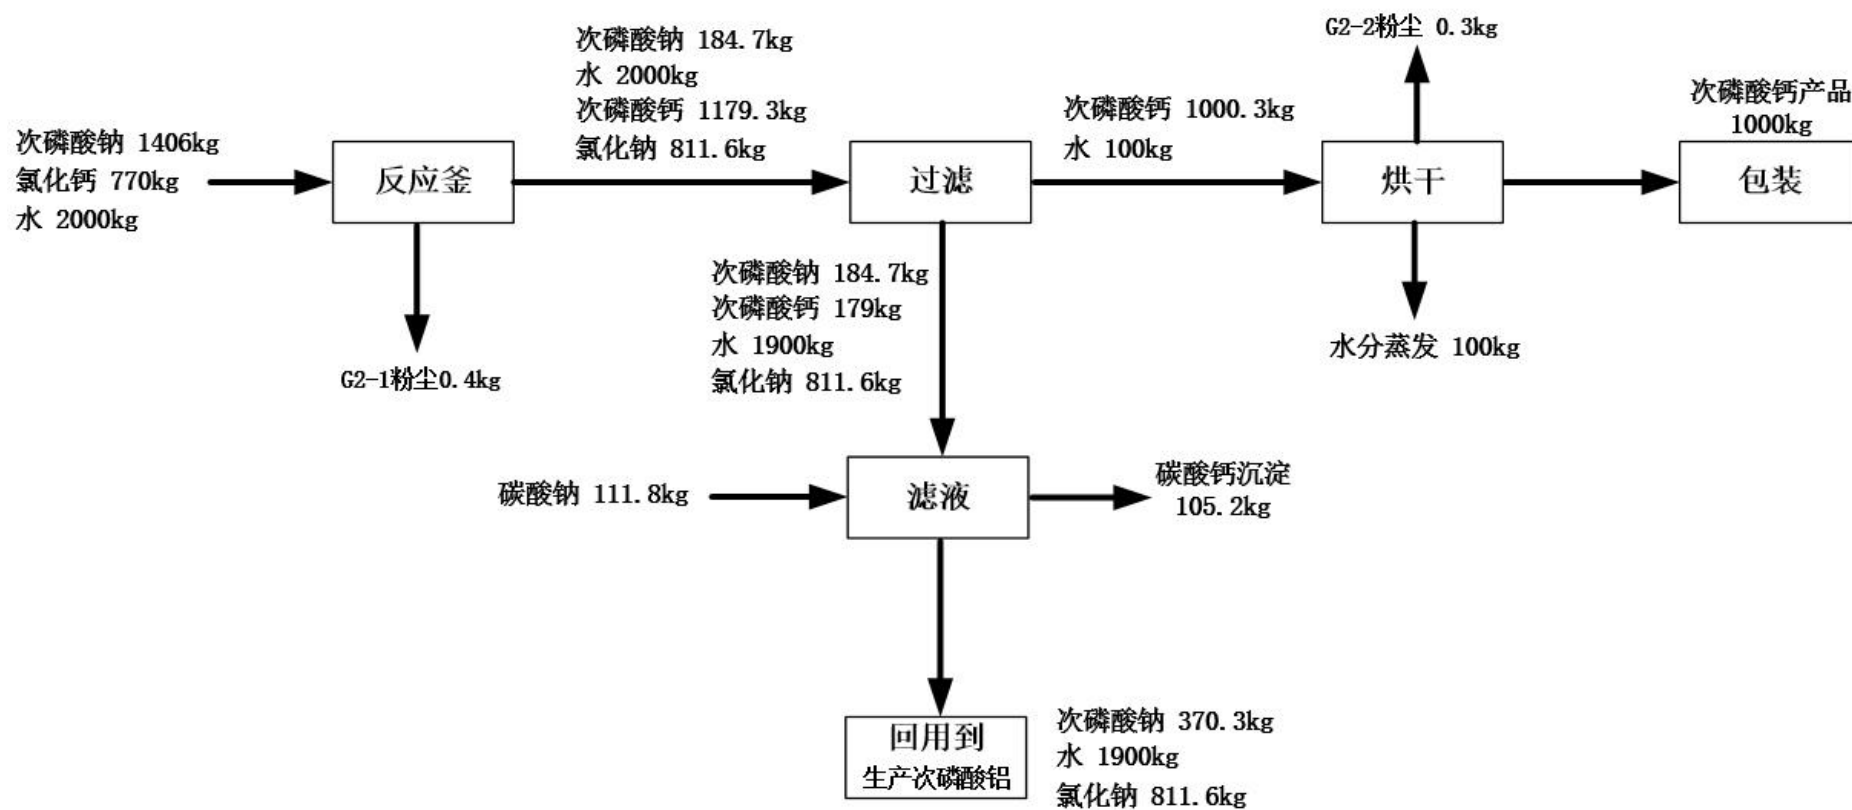 次磷酸钠 1406kg
氯化钙 770kg
水 2000kg
反应釜
G2-1粉尘0.4kg
次磷酸钠 184.7kg
水 2000kg
次磷酸钙 1179.3kg
氯化钠 811.6kg
过滤
次磷酸钙 1000.3kg
水 100kg
G2-2粉尘 0.3kg
烘干
水分蒸发 100kg
次磷酸钙产品
1000kg
包装
次磷酸钠 184.7kg
次磷酸钙 179kg
水 1900kg
氯化钠 811.6kg
碳酸钠 111.8kg
滤液
碳酸钙沉淀
105.2kg
回用到
生产次磷酸铝
次磷酸钠 370.3kg
水 1900kg
氯化钠 811.6kg